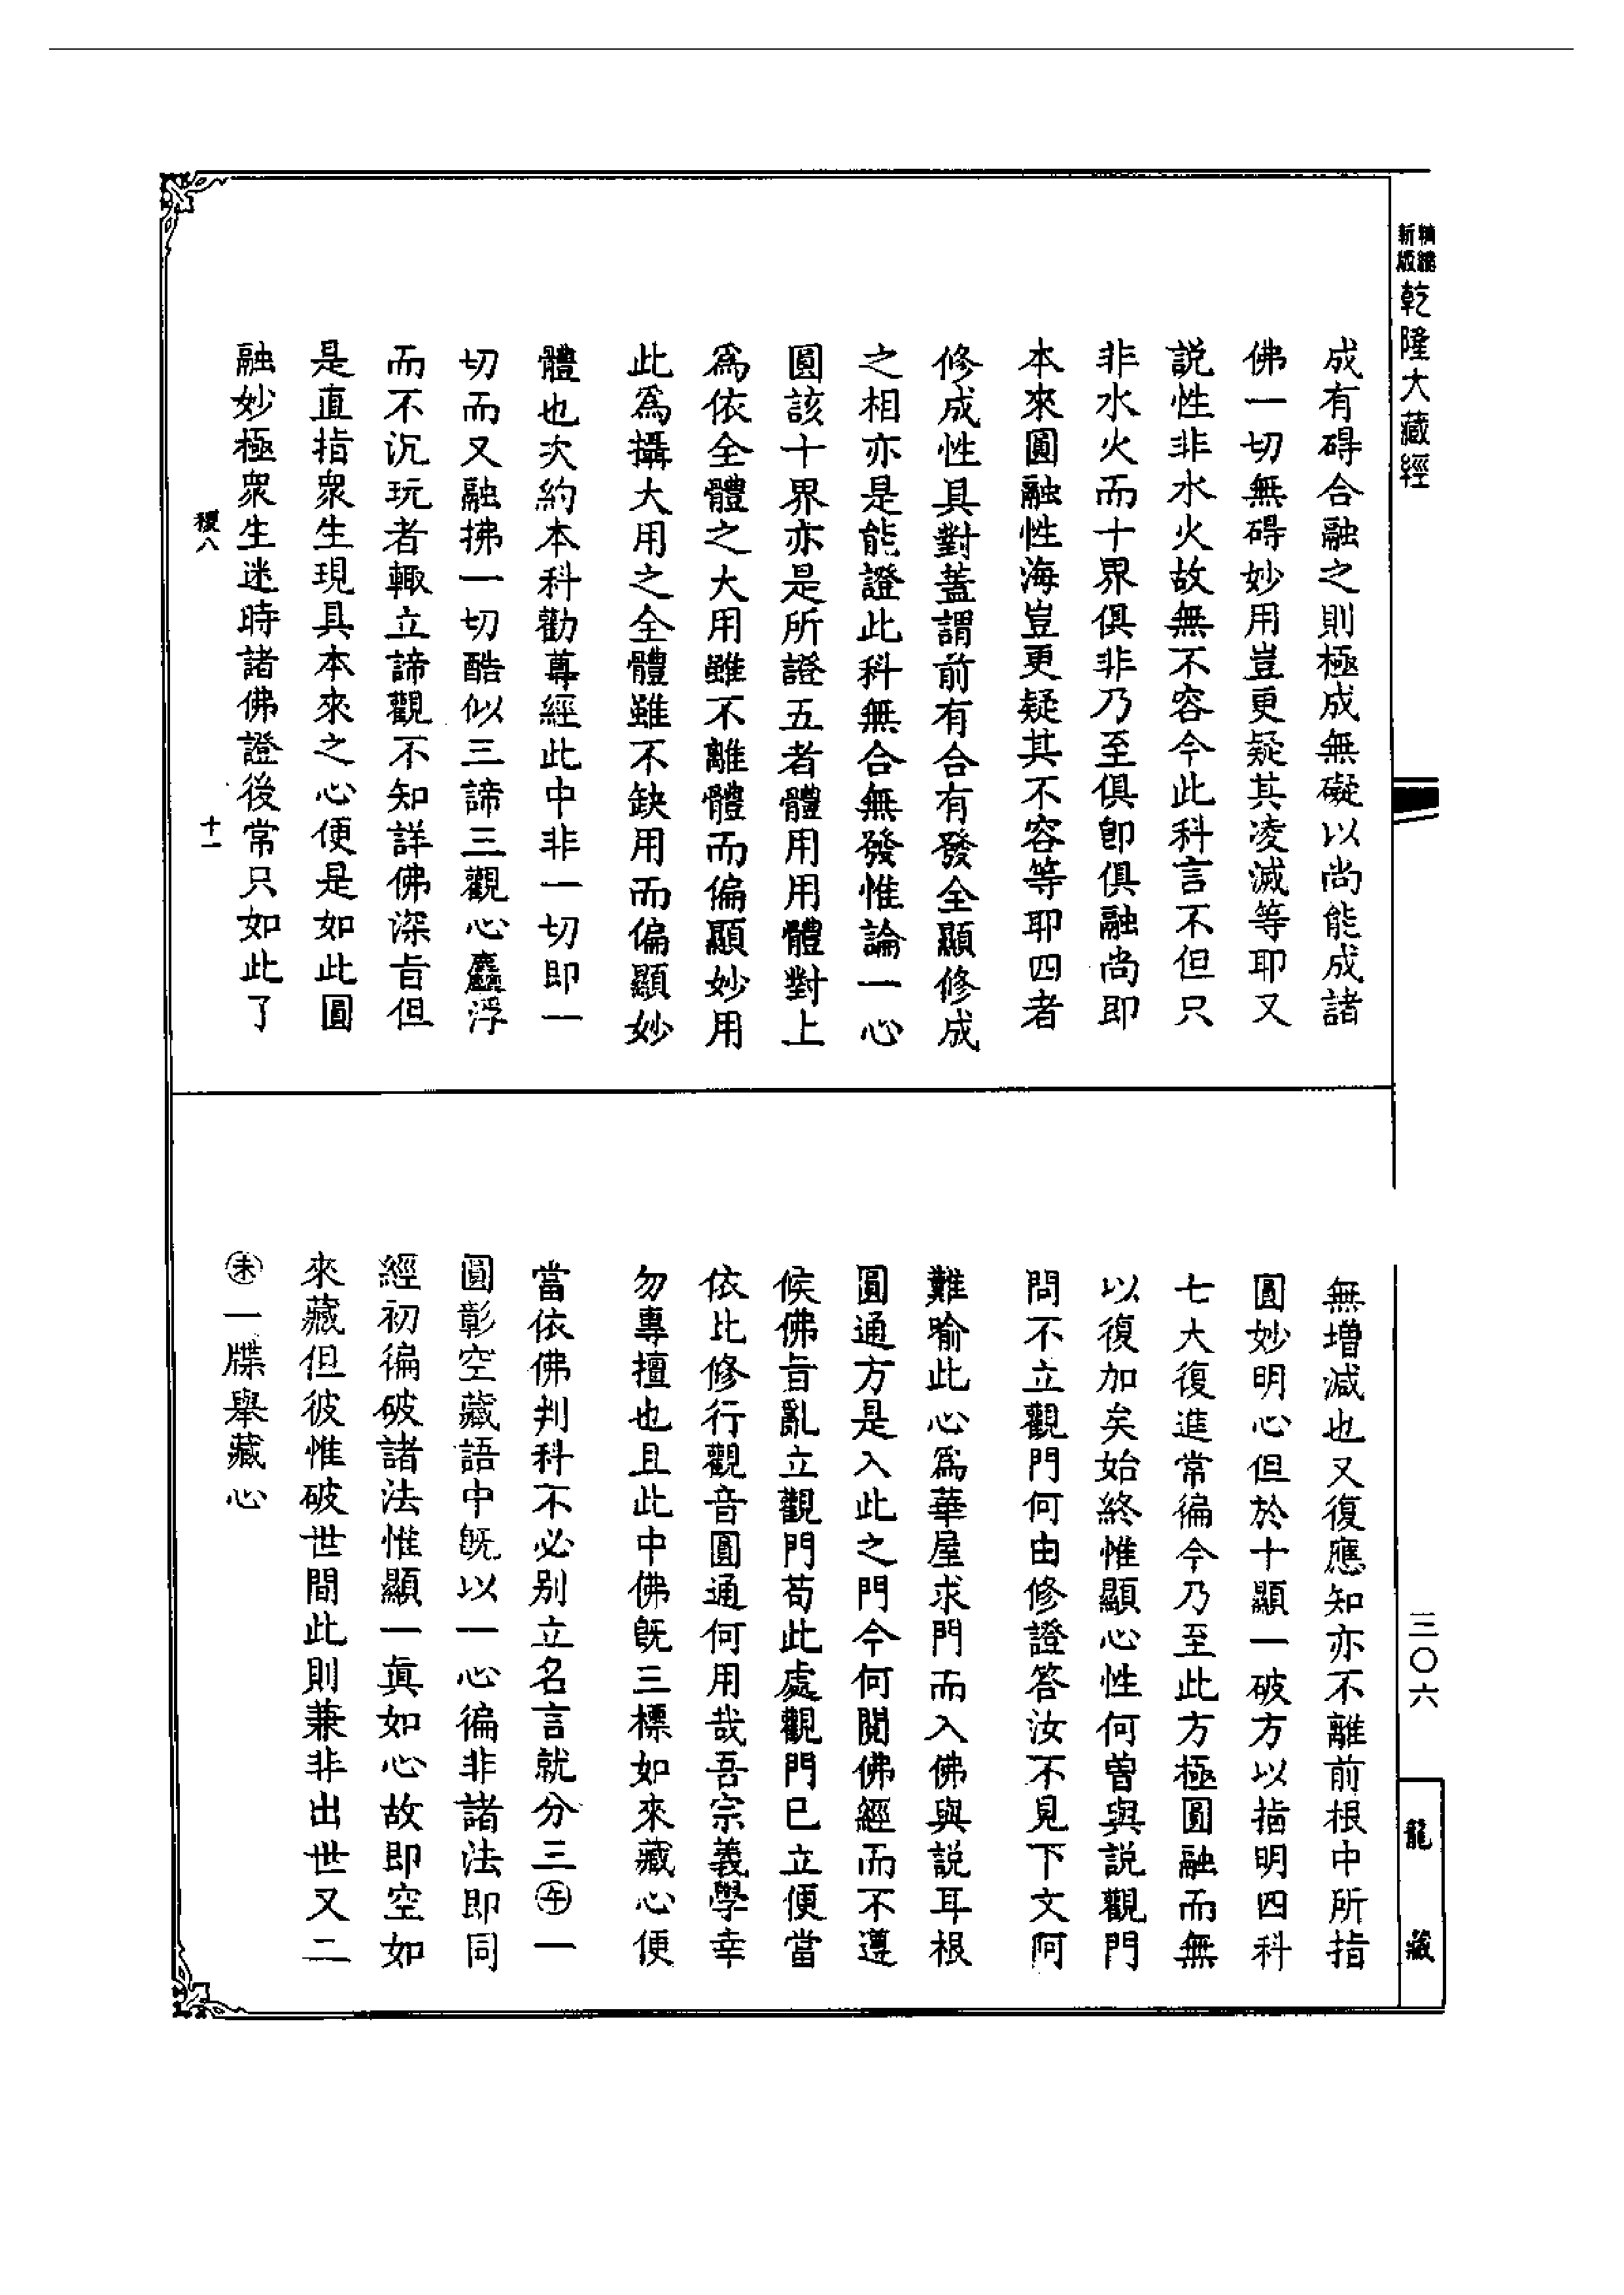 精縮
新版
乾隆大藏經
成有碍合融之則極成無礙以尚能成諸
佛一切無碍妙用豈更疑其凌滅等耶又
説性非水火故無不容今此科言不但只
非水火而十界俱非乃至俱即俱融尚即
本來圓融性海豈更疑其不容等耶四者
修成性具對蓋謂前有合有發全顯修成
之相亦是能證此科無合無發惟論一心
圓該十界亦是所證五者體用用體對上
爲依全體之大用雖不離體而偏顯妙用
此爲攝大用之全體雖不缺用而偏顯妙
體也次約本科勸尊經此中非一切即一
切而又融拂一切酷似三諦三觀心麤浮
而不沉玩者輙立諦觀不知詳佛深旨但
是直指衆生現具本來之心便是如此圓
融妙極衆生迷時諸佛證後常只如此了
稷八
十一
無增減也又復應知亦不離前根中所指
圓妙明心但於十顯一破方以指明四科
七大復進常徧今乃至此方極圓融而無
以復加矣始終惟顯心性何曽與説觀門
問不立觀門何由修證答汝不見下文阿
難喻此心爲華屋求門而入佛與説耳根
圓通方是入此之門今何閱佛經而不遵
候佛旨亂立觀門苟此處觀門已立便當
依比修行觀音圓通何用哉吾宗義學幸
勿專擅也且此中佛旣三標如來藏心便
當依佛判科不必别立名言就分三㊌一
圓彰空藏語中旣以一心徧非諸法即同
經初徧破諸法惟顯一眞如心故即空如
來藏但彼惟破世間此則兼非出世又二
一牒舉藏心
三〇六
龍藏